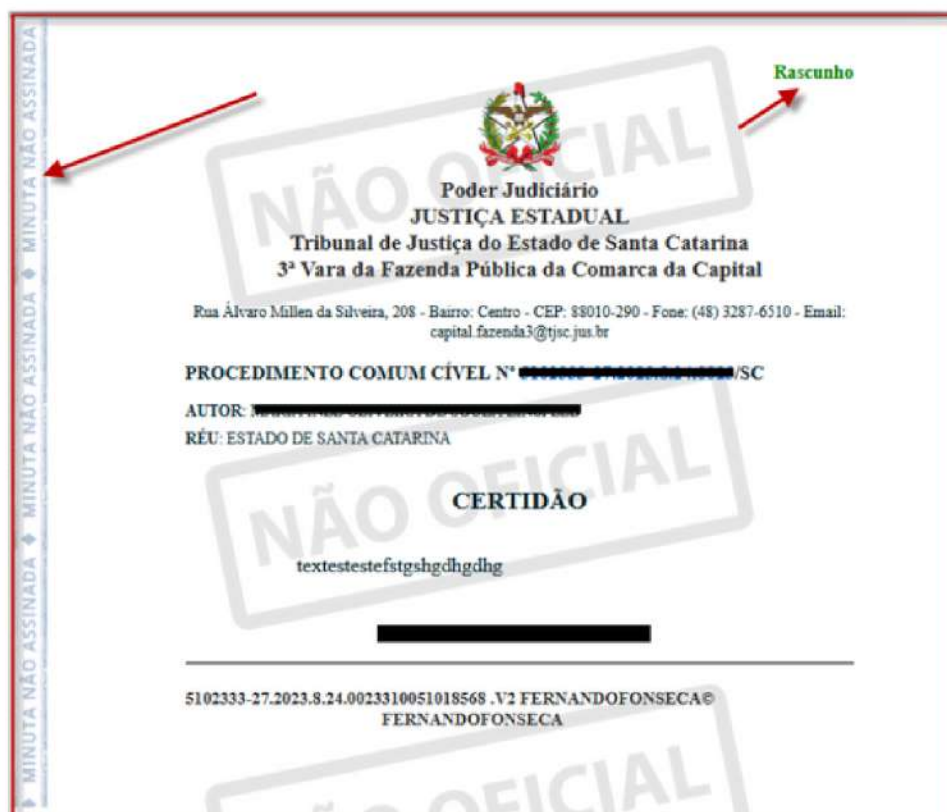 Rascunho
NÃO OFICIAL
Poder Judiciário
JUSTIÇA ESTADUAL
Tribunal de Justiça do Estado de Santa Catarina
3ª Vara da Fazenda Pública da Comarca da Capital
Rua Álvaro Millen da Silveira, 208 - Bairro: Centro - CEP: 88010-290 - Fone: (48) 3287-6510 - Email:
capital.fazenda3@tjsc.jus.br
PROCEDIMENTO COMUM CÍVEL Nº /SC
AUTOR:
RÉU: ESTADO DE SANTA CATARINA
NÃO OFICIAL
CERTIDÃO
textestestefstgshgdhgdhg
5102333-27.2023.8.24.0023310051018568 .V2 FERNANDOFONSECA©
FERNANDOFONSECA
NÃO OFICIAL
MINUTA NÃO ASSINADA ◆ MINUTA NÃO ASSINADA ◆ MINUTA NÃO ASSINADA